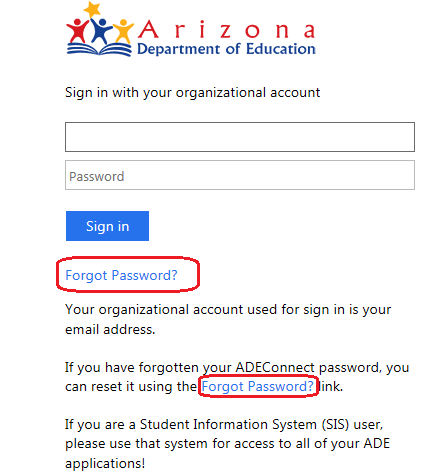 Arizona
Department of Education
Sign in with your organizational account
Password
Sign in
Forgot Password?
Your organizational account used for sign in is your
email address.
If you have forgotten your ADEConnect password, you
can reset it using the Forgot Password? link.
If you are a Student Information System (SIS) user,
please use that system for access to all of your ADE
applications!